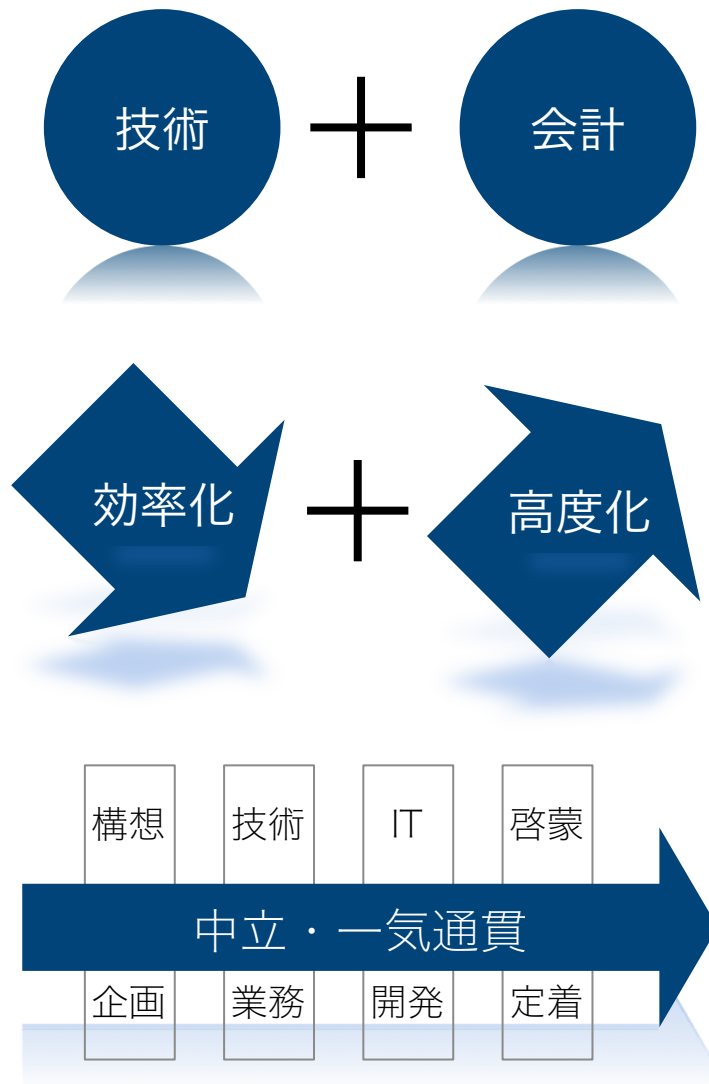 技術
会計
効率化
高度化
構想
技術
IT
啓蒙
中立・一気通貫
企画
業務
開発
定着